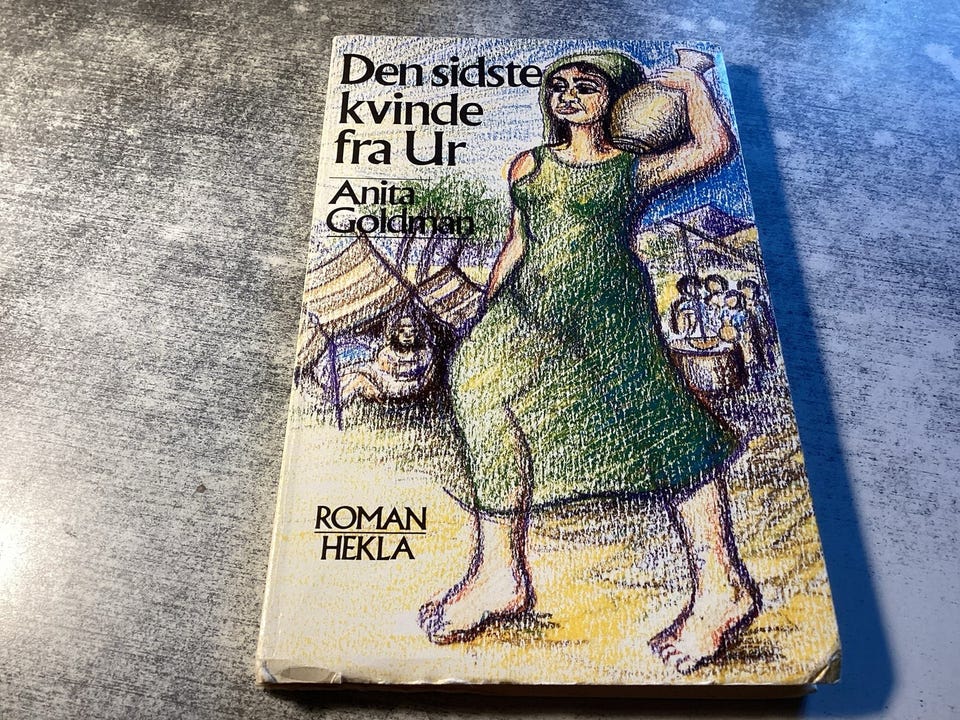 Den sidste
kvinde
fra Ur
Anita
Goldman
ROMAN
HEKLA